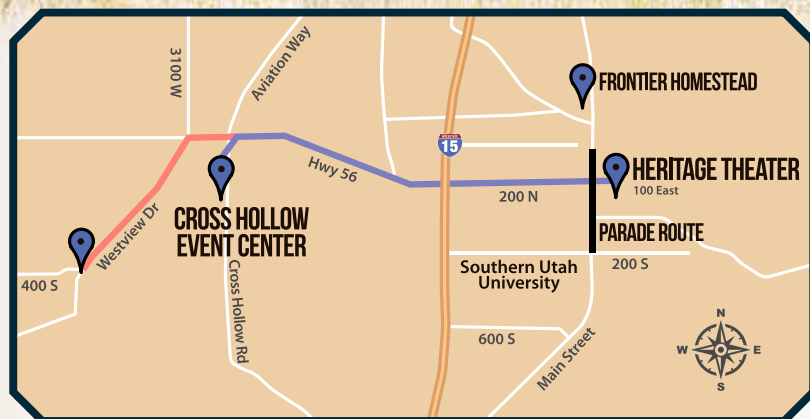 3100 W
Aviation Way
FRONTIER HOMESTEAD
INTERSTATE
15
Hwy 56
HERITAGE THEATER
100 East
200 N
CROSS HOLLOW
EVENT CENTER
Westview Dr
PARADE ROUTE
400 S
Cross Hollow Rd
Southern Utah
University
200 S
600 S
Main Street
N
W
E
S